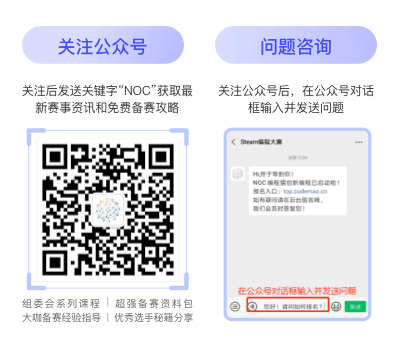 关注公众号
关注后发送关键字“NOC”获取最
新赛事资讯和免费备赛攻略
组委会系列课程 | 超强备赛资料包
大咖备赛经验指导 | 优秀选手秘籍分享
问题咨询
关注公众号后，在公众号对话
框输入并发送问题
Steam编程大赛
Hi,终于等到你！
NOC 编程猫创新编程已启动啦！
报名入口：top.codemao.cn
如有疑问请在后台留言哦，
我们会及时答复您！
在公众号对话框输入并发送问题
您好！请问如何报名？
发送